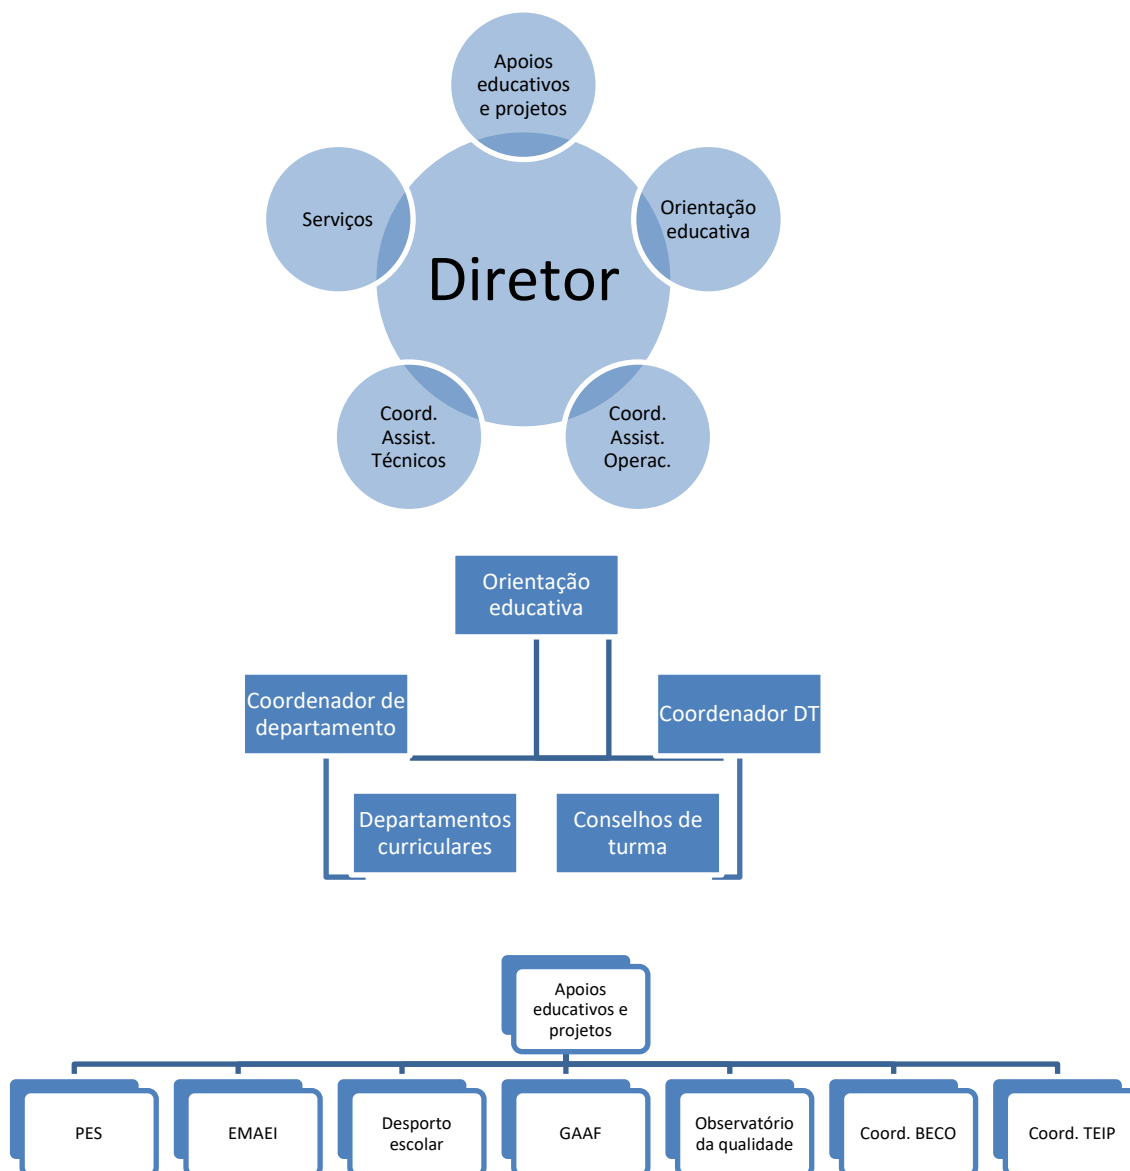 Apoios
educativos
e projetos
Serviços
Orientação
educativa
Diretor
Coord.
Assist.
Técnicos
Coord.
Assist.
Operac.
Orientação
educativa
Coordenador de
departamento
Coordenador DT
Departamentos
curriculares
Conselhos de
turma
Apoios
educativos e
projetos
PES
EMAEI
Desporto
escolar
GAAF
Observatório
da qualidade
Coord. BECO
Coord. TEIP